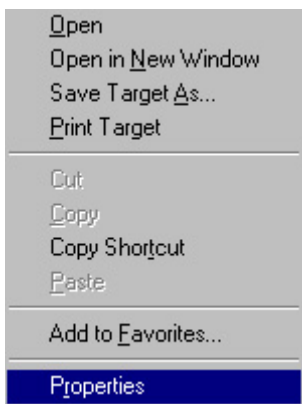 Open
Open in New Window
Save Target As...
Print Target
Cut
Copy
Copy Shortcut
Paste
Add to Favorites...
Properties